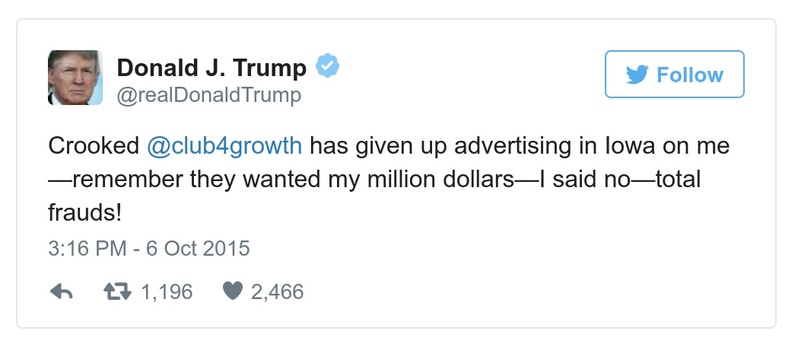 Donald J. Trump
@realDonaldTrump
Follow
Crooked @club4growth has given up advertising in Iowa on me
—remember they wanted my million dollars—I said no—total
frauds!
3:16 PM - 6 Oct 2015
1,196 2,466